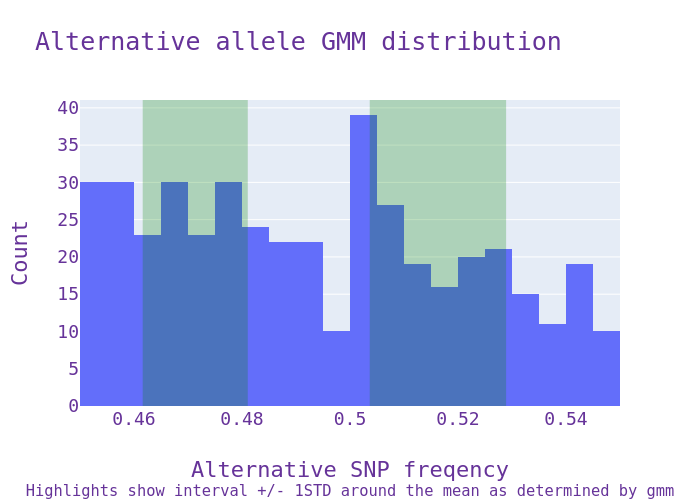 Alternative allele GMM distribution
40
35
30
25
20
15
10
5
0
Count
0.46 0.48 0.5 0.52 0.54
Alternative SNP freqency
Highlights show interval +/- 1STD around the mean as determined by gmm